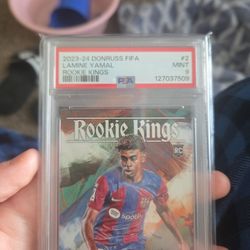 2023-24 DONRUSS FIFA #2
LAMINE YAMAL MINT
ROOKIE KINGS 9
PSA 127037509
Rookie Kings
RC